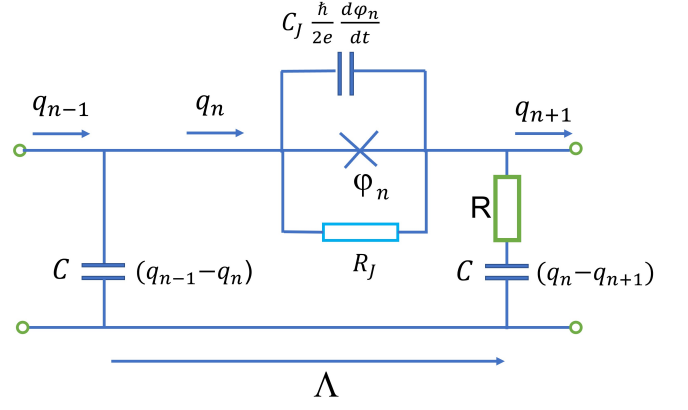 C_J ħ/2e dφ_n/dt
q_{n−1}
q_n
q_{n+1}
φ_n
R
C
(q_{n−1}−q_n)
R_J
C
(q_n−q_{n+1})
Λ